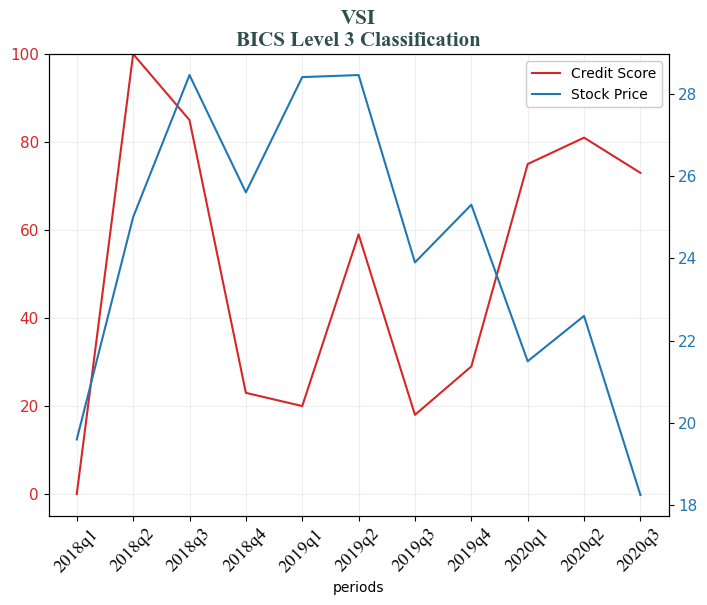 VSI
BICS Level 3 Classification
100
80
60
40
20
0
Credit Score
Stock Price
28
26
24
22
20
18
2018q1
2018q2
2018q3
2018q4
2019q1
2019q2
2019q3
2019q4
2020q1
2020q2
2020q3
periods